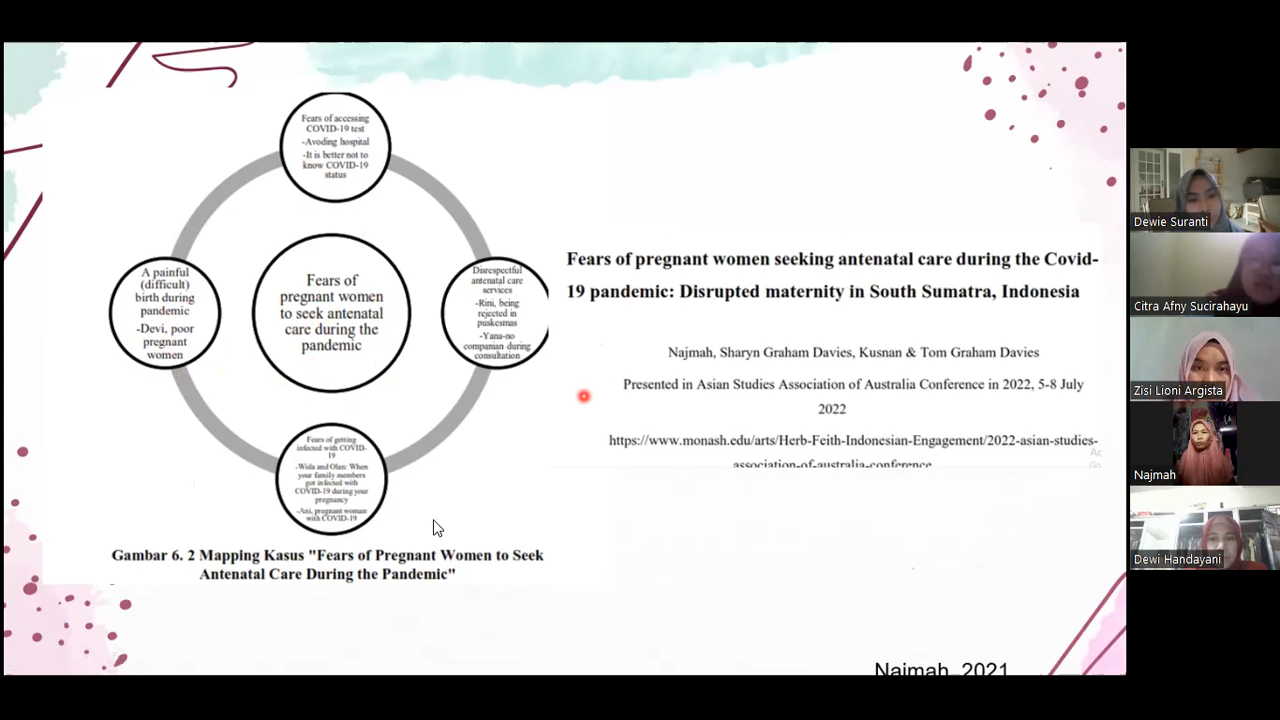 Fears of accessing
COVID-19 test
-Avoding hospital
-It is better not to
know COVID-19
status
A painful
(difficult)
birth during
pandemic
-Devi, poor
pregnant
women
Fears of
pregnant women
to seek antenatal
care during the
pandemic
Disrespectful
antenatal care
services
-Rini, being
rejected in
puskesmas
-Yana-no
companian during
consultation
Fears of getting
infected with COVID-
19
-Wida and Olan: When
your family members
got infected with
COVID-19 during your
pregnancy
-Ani, pregnant woman
with COVID-19
Gambar 6. 2 Mapping Kasus "Fears of Pregnant Women to Seek
Antenatal Care During the Pandemic"
Fears of pregnant women seeking antenatal care during the Covid-
19 pandemic: Disrupted maternity in South Sumatra, Indonesia
Najmah, Sharyn Graham Davies, Kusnan & Tom Graham Davies
Presented in Asian Studies Association of Australia Conference in 2022, 5-8 July
2022
https://www.monash.edu/arts/Herb-Feith-Indonesian-Engagement/2022-asian-studies-
association-of-australia-conference
Najmah, 2021
Dewie Suranti
Citra Afny Sucirahayu
Zisi Lioni Argista
Najmah
Dewi Handayani